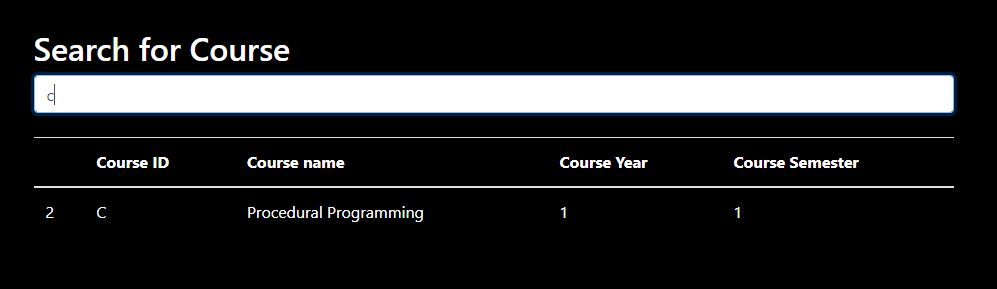 Search for Course
c
Course ID Course name Course Year Course Semester
2 C Procedural Programming 1 1